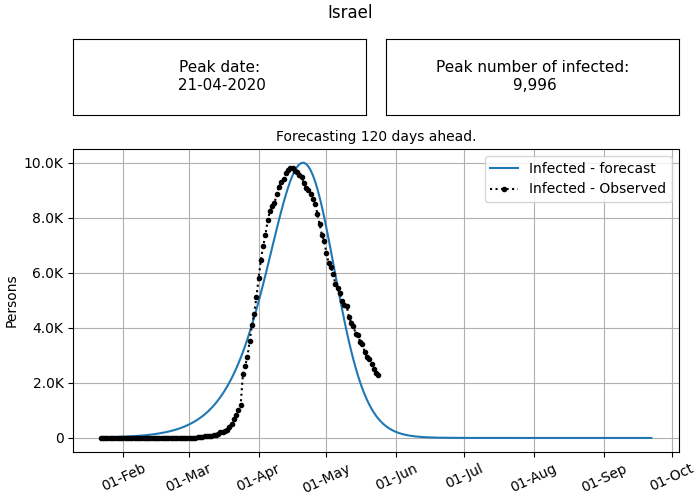 Israel
Peak date:
21-04-2020
Peak number of infected:
9,996
Forecasting 120 days ahead.
Infected - forecast
Infected - Observed
10.0K
8.0K
6.0K
4.0K
2.0K
0
Persons
01-Feb
01-Mar
01-Apr
01-May
01-Jun
01-Jul
01-Aug
01-Sep
01-Oct